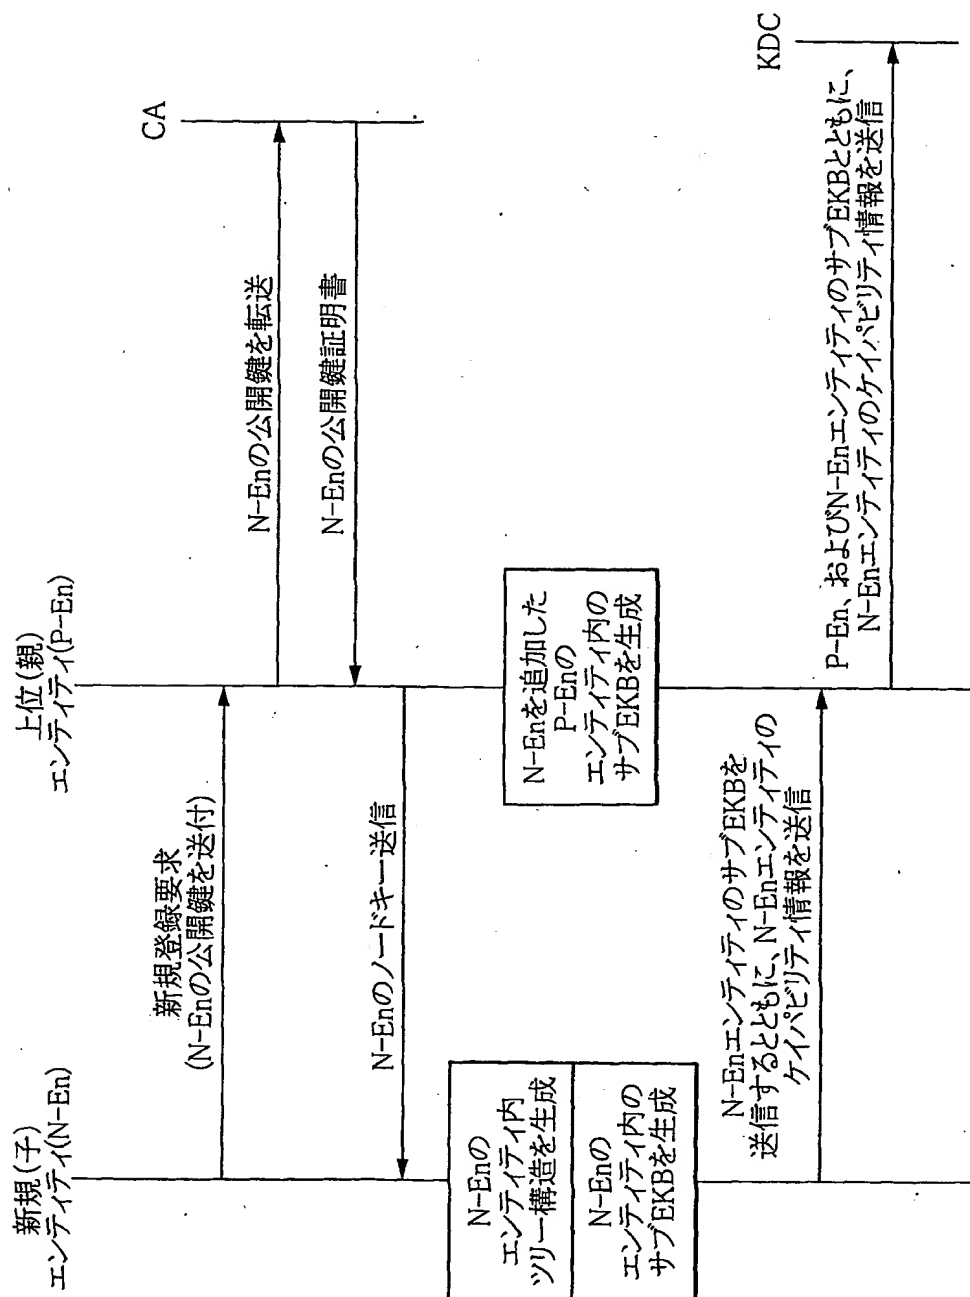 新規(子)
エンティティ(N-En)
上位(親)
エンティティ(P-En)
CA
KDC
新規登録要求
(N-Enの公開鍵を送付)
N-Enの公開鍵を転送
N-Enの公開鍵証明書
N-Enのノードキー送信
N-Enの
エンティティ内
ツリー構造を生成
N-Enの
エンティティ内の
サブEKBを生成
N-Enを追加した
P-Enの
エンティティ内の
サブEKBを生成
N-EnエンティティのサブEKBを
送信するとともに、N-Enエンティティの
ケイパビリティ情報を送信
P-En、およびN-EnエンティティのサブEKBとともに、
N-Enエンティティのケイパビリティ情報を送信